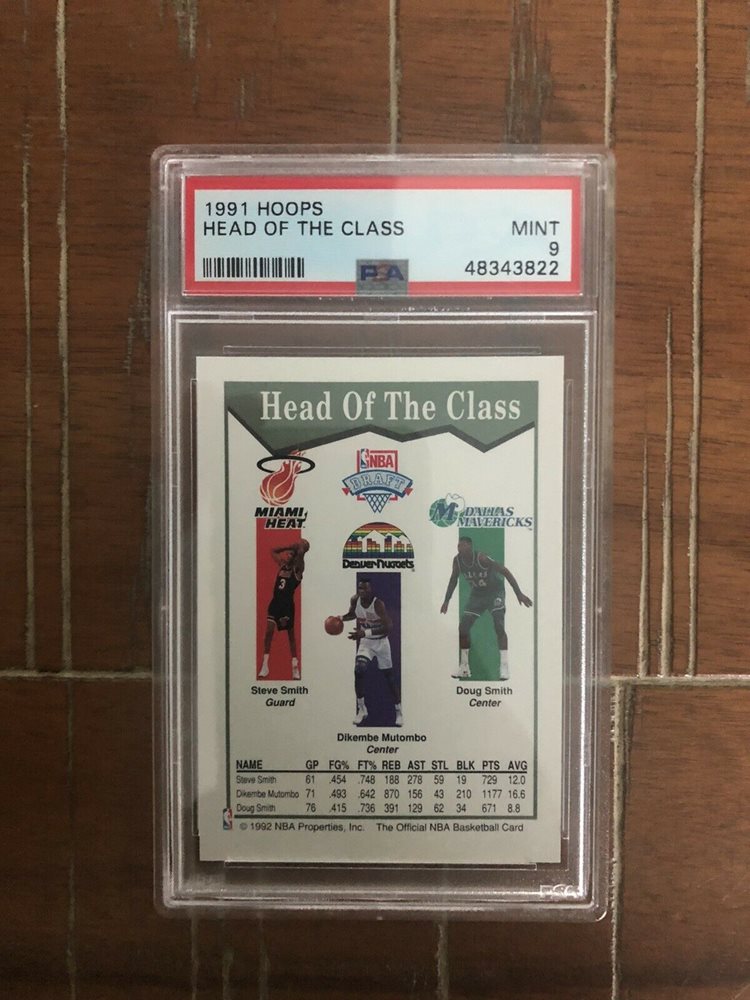 1991 HOOPS
HEAD OF THE CLASS MINT
9
PSA 48343822
Head Of The Class
NBA
DRAFT
MIAMI
HEAT
DALLAS
MAVERICKS
Denver Nuggets
3
Steve Smith
Guard
Doug Smith
Center
Dikembe Mutombo
Center
NAME GP FG% FT% REB AST STL BLK PTS AVG
Steve Smith 61 .454 .748 188 278 59 19 729 12.0
Dikembe Mutombo 71 .493 .642 870 156 43 210 1177 16.6
Doug Smith 76 .415 .736 391 129 62 34 671 8.8
© 1992 NBA Properties, Inc. The Official NBA Basketball Card
PSA